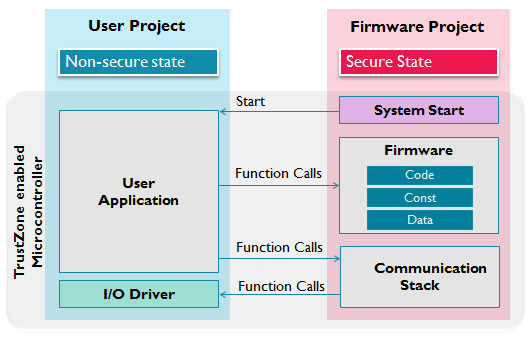 User Project
Firmware Project
Non-secure state
Secure State
Start
System Start
User
Application
Function Calls
Firmware
Code
Const
Data
Function Calls
Communication
Stack
I/O Driver
Function Calls
TrustZone enabled
Microcontroller